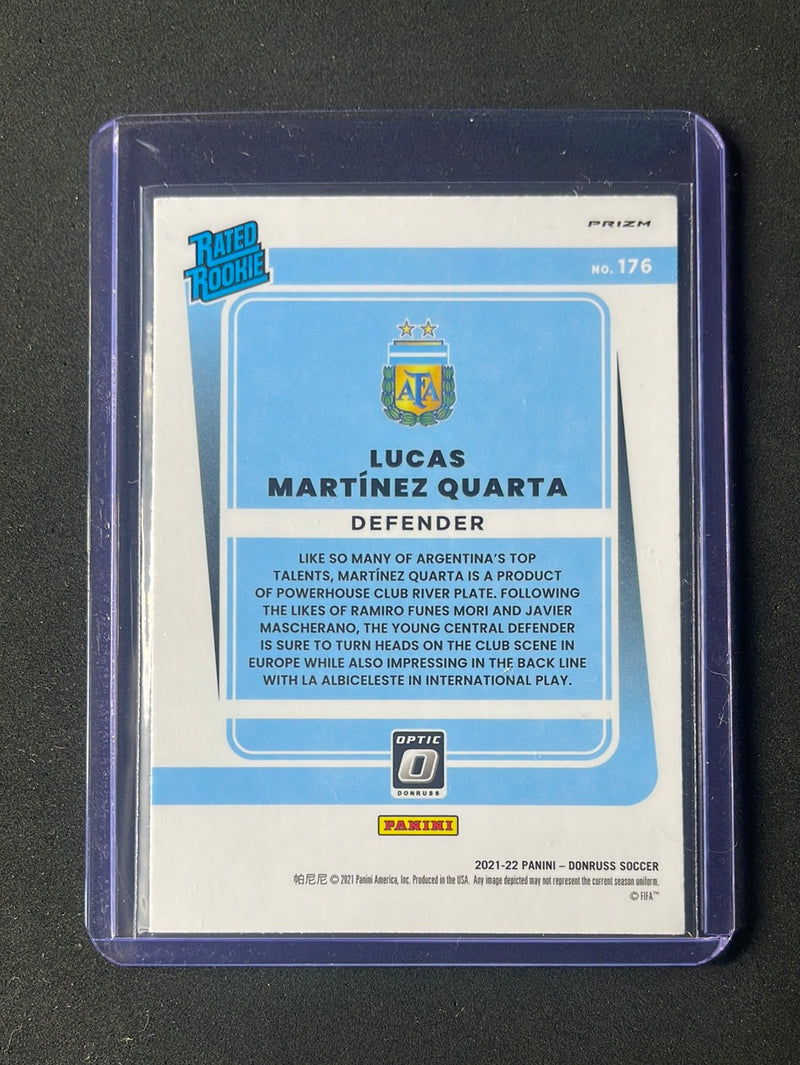 RATED
ROOKIE
PRIZM
NO. 176
AFA
LUCAS
MARTÍNEZ QUARTA
DEFENDER
LIKE SO MANY OF ARGENTINA'S TOP
TALENTS, MARTÍNEZ QUARTA IS A PRODUCT
OF POWERHOUSE CLUB RIVER PLATE. FOLLOWING
THE LIKES OF RAMIRO FUNES MORI AND JAVIER
MASCHERANO, THE YOUNG CENTRAL DEFENDER
IS SURE TO TURN HEADS ON THE CLUB SCENE IN
EUROPE WHILE ALSO IMPRESSING IN THE BACK LINE
WITH LA ALBICELESTE IN INTERNATIONAL PLAY.
OPTIC
O
DONRUSS
PANINI
2021-22 PANINI – DONRUSS SOCCER
帕尼尼 © 2021 Panini America, Inc. Produced in the USA. Any image depicted may not represent the current season uniform.
© FIFA™